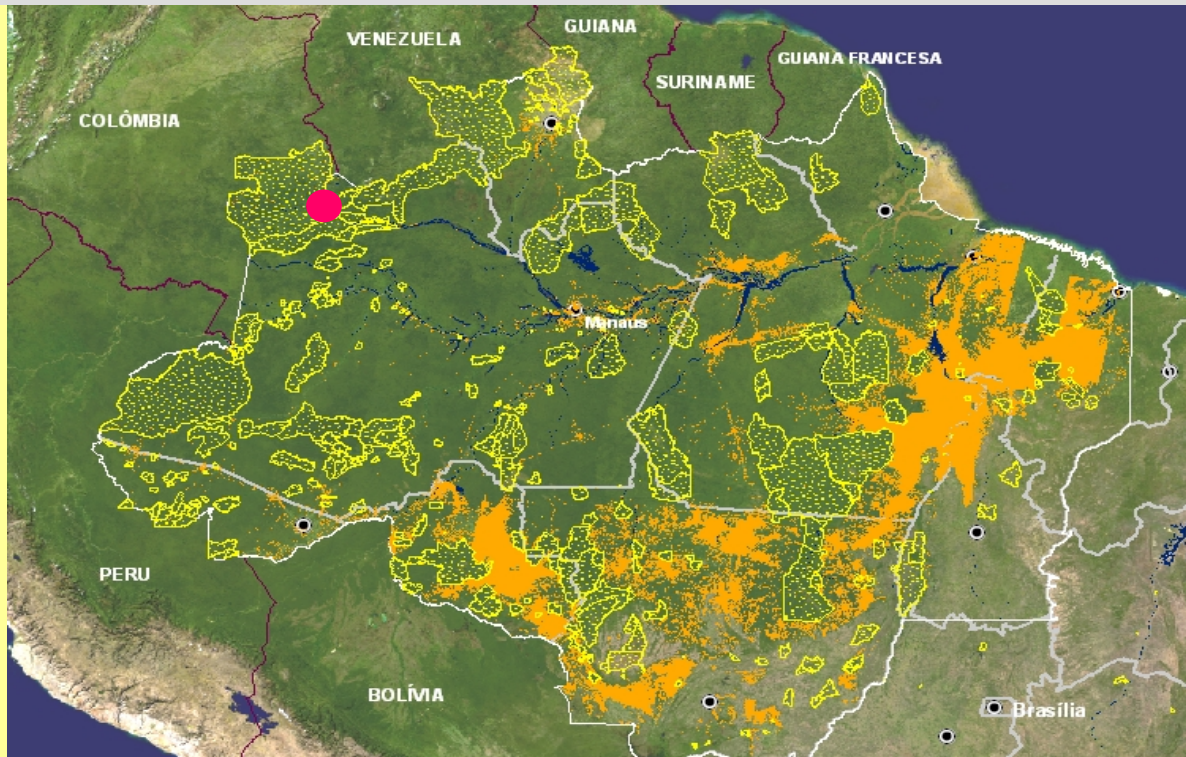 GUIANA
VENEZUELA
GUIANA FRANCESA
SURINAME
COLÔMBIA
Manaus
PERU
BOLÍVIA
Brasília